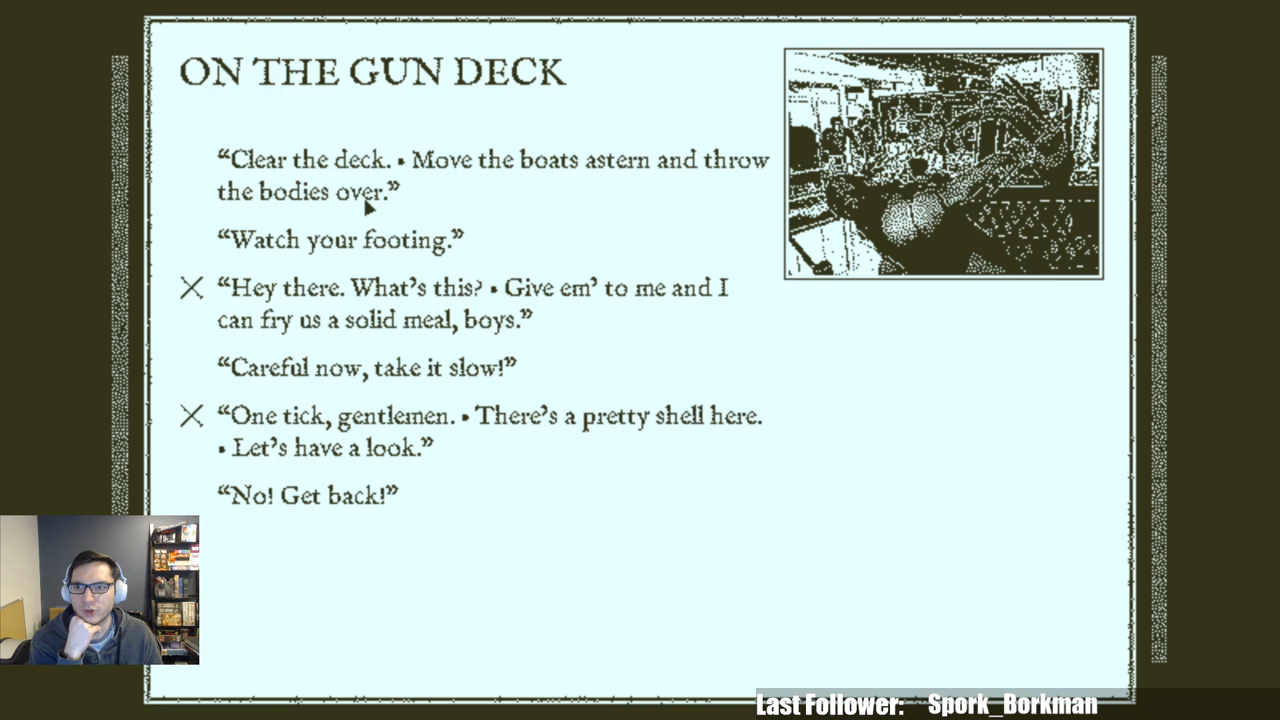 ON THE GUN DECK
“Clear the deck. • Move the boats astern and throw
the bodies over.”
“Watch your footing.”
“Hey there. What’s this? • Give em’ to me and I
can fry us a solid meal, boys.”
“Careful now, take it slow!”
“One tick, gentlemen. • There’s a pretty shell here.
• Let’s have a look.”
“No! Get back!”
Last Follower: Spork_Borkman